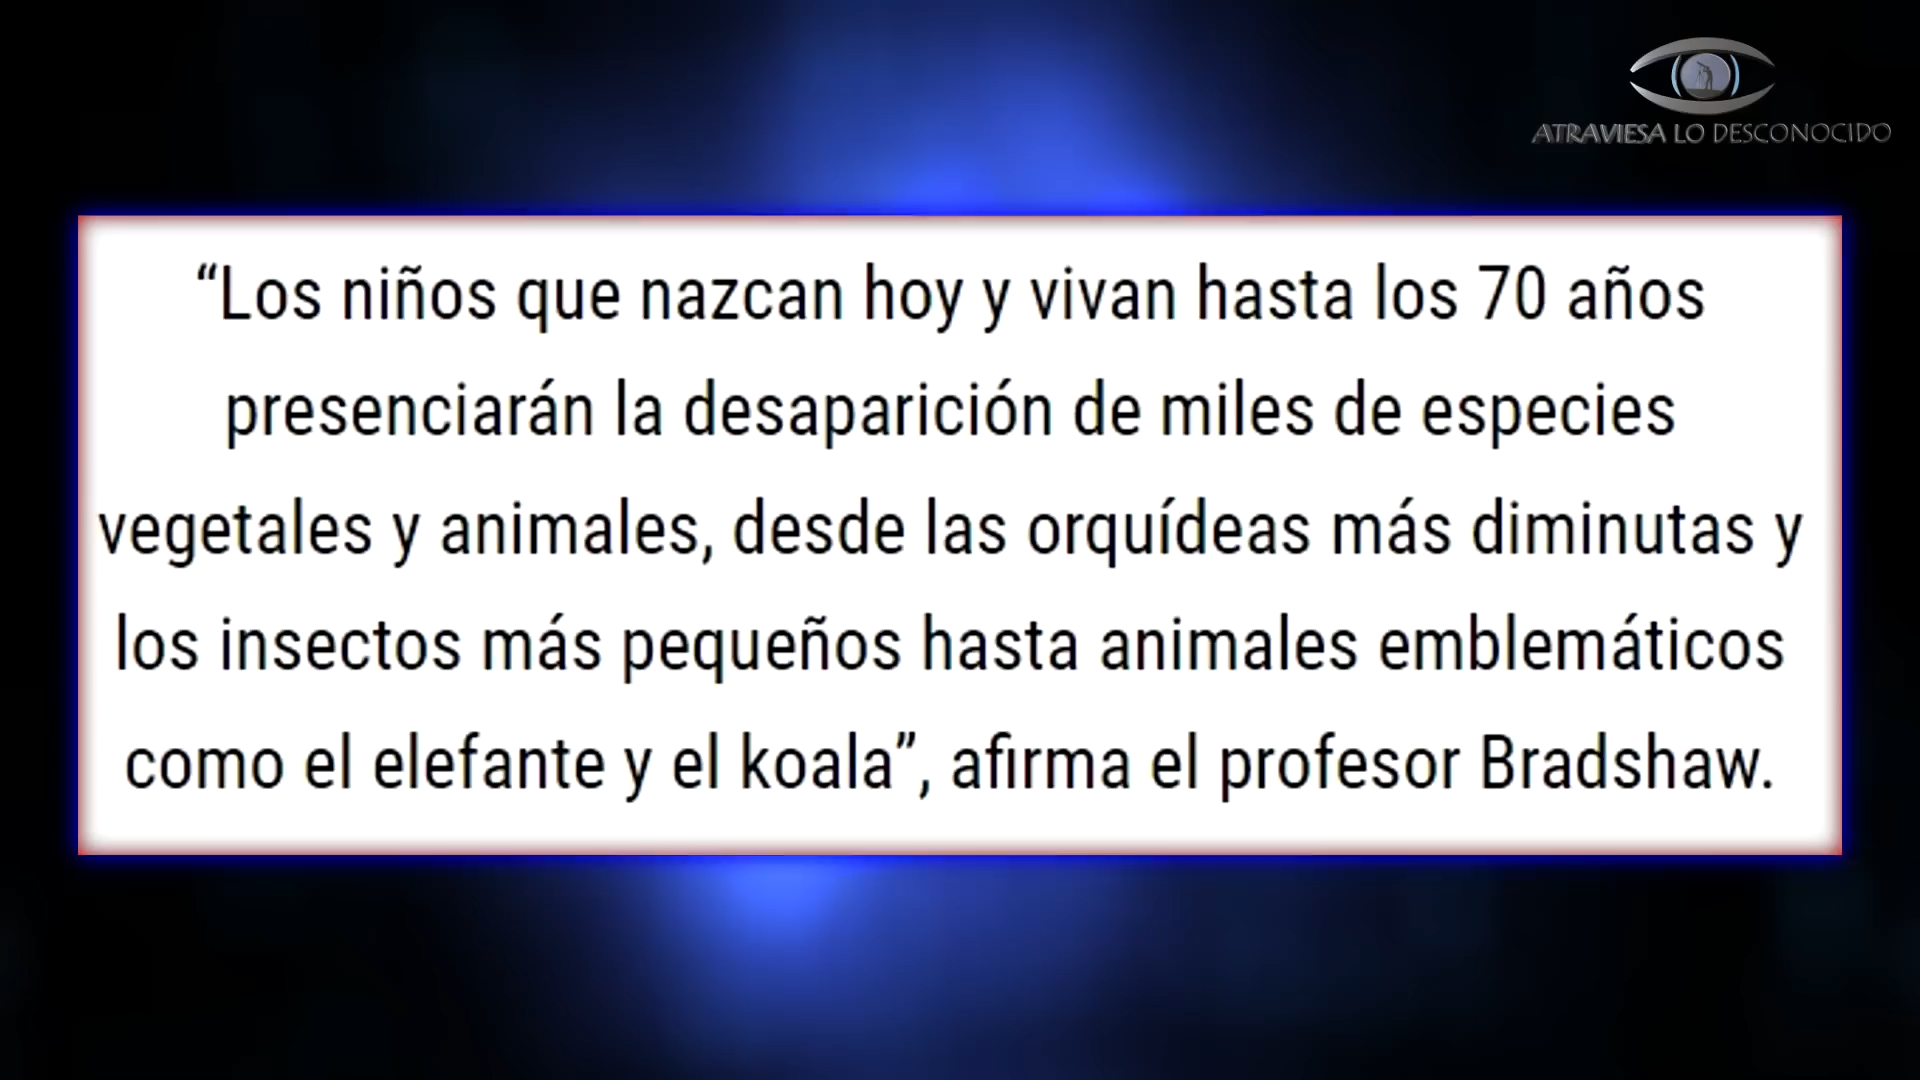 ATRAVIESA LO DESCONOCIDO
“Los niños que nazcan hoy y vivan hasta los 70 años
presenciarán la desaparición de miles de especies
vegetales y animales, desde las orquídeas más diminutas y
los insectos más pequeños hasta animales emblemáticos
como el elefante y el koala”, afirma el profesor Bradshaw.